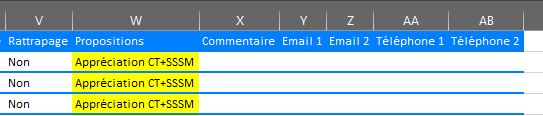 V W X Y Z AA AB
Rattrapage Propositions Commentaire Email 1 Email 2 Téléphone 1 Téléphone 2
Non Appréciation CT+SSSM
Non Appréciation CT+SSSM
Non Appréciation CT+SSSM